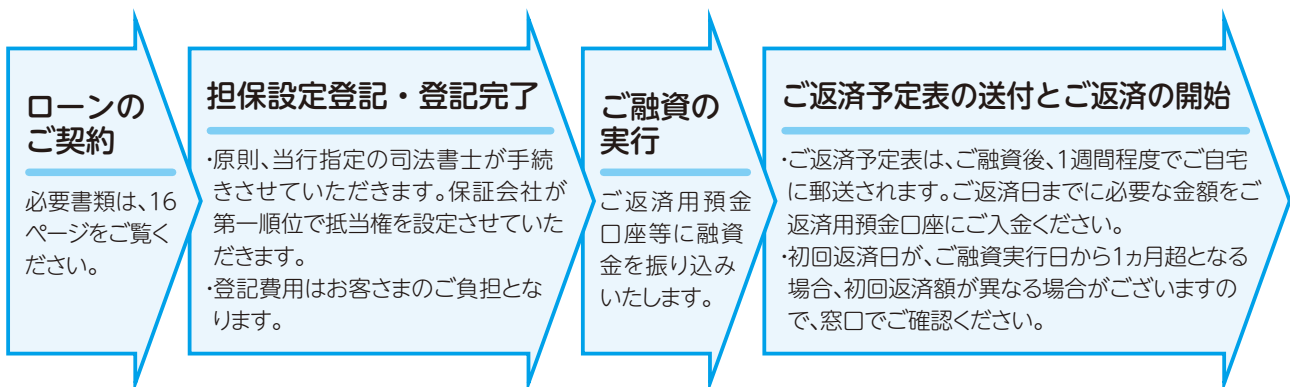 ローンの
ご契約
必要書類は、16
ページをご覧く
ださい。
担保設定登記・登記完了
・原則、当行指定の司法書士が手続
きさせていただきます。保証会社が
第一順位で抵当権を設定させていた
だきます。
・登記費用はお客さまのご負担とな
ります。
ご融資の
実行
ご返済用預金
口座等に融資
金を振り込み
いたします。
ご返済予定表の送付とご返済の開始
・ご返済予定表は、ご融資後、1週間程度でご自宅
に郵送されます。ご返済日までに必要な金額をご
返済用預金口座にご入金ください。
・初回返済日が、ご融資実行日から1ヵ月超となる
場合、初回返済額が異なる場合がございますの
で、窓口でご確認ください。